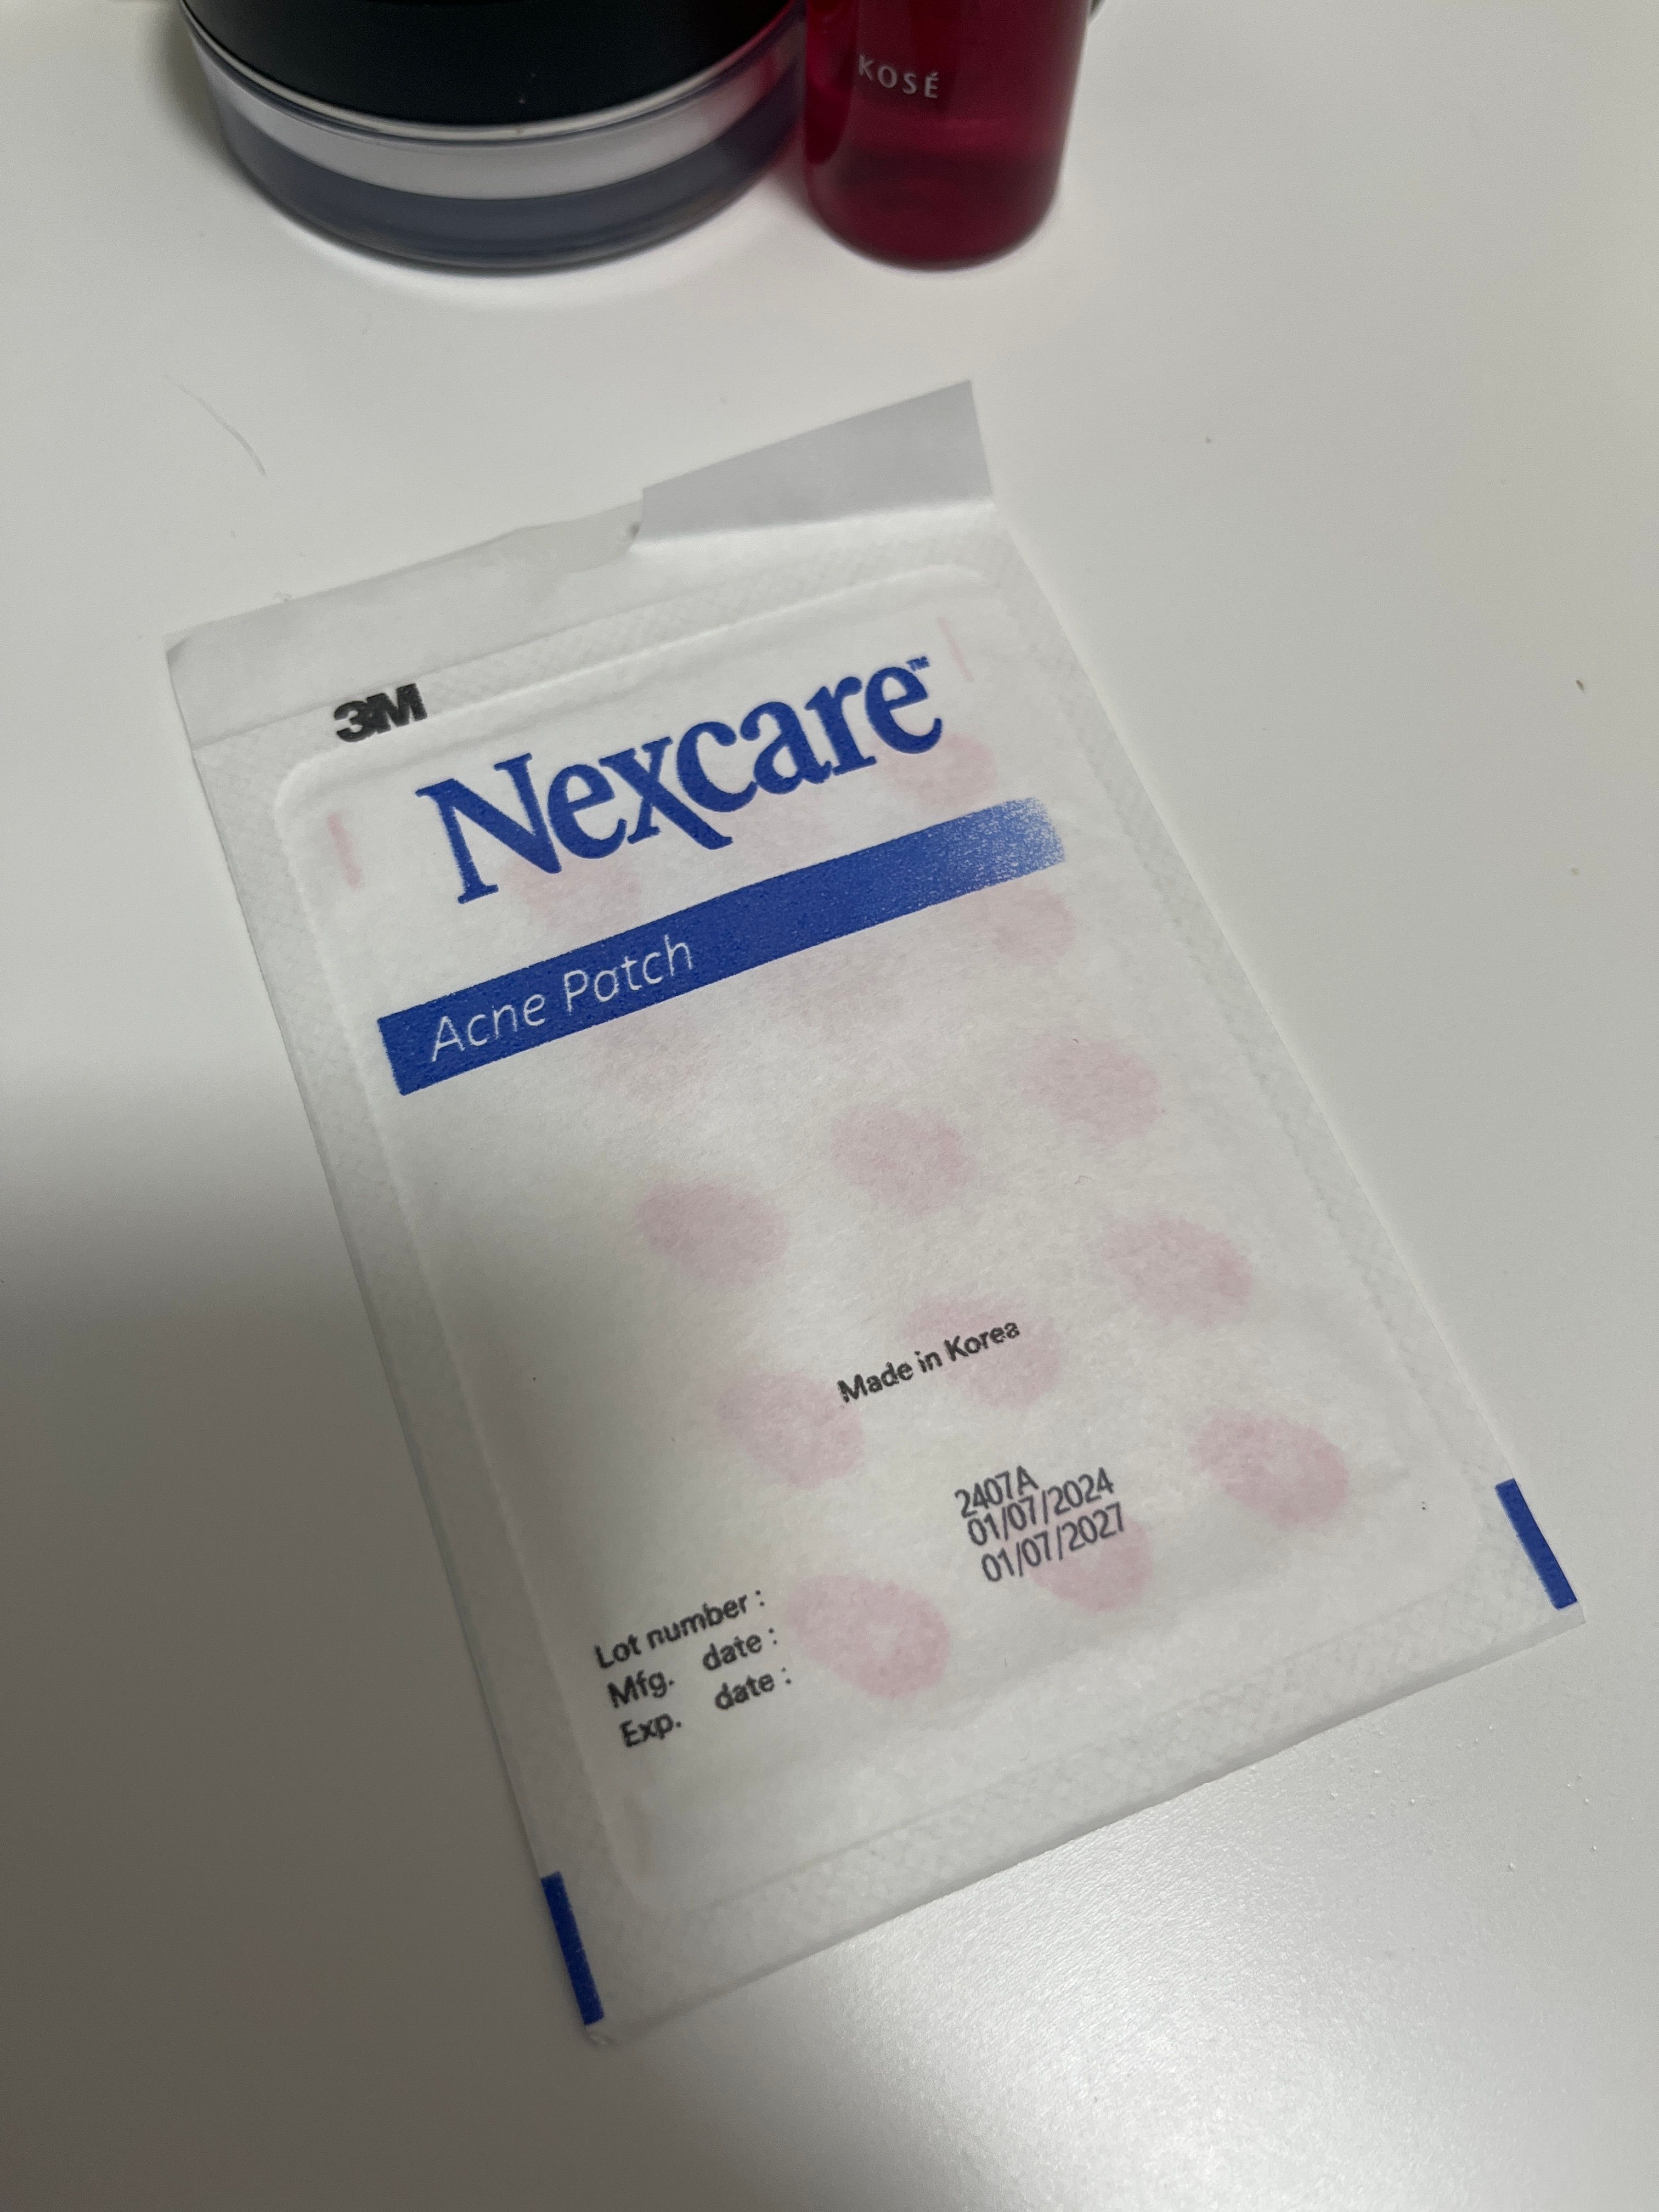 KOSÉ
3M
Nexcare™
Acne Patch
Made in Korea
2407A
01/07/2024
01/07/2027
Lot number :
Mfg. date :
Exp. date :